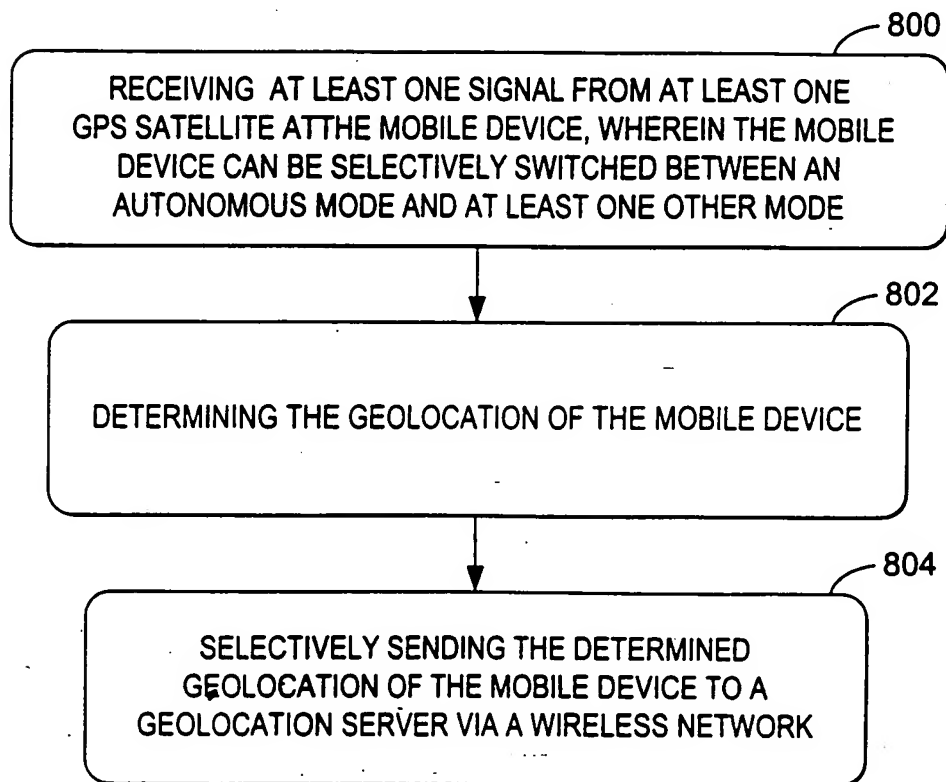 800
RECEIVING AT LEAST ONE SIGNAL FROM AT LEAST ONE
GPS SATELLITE ATTHE MOBILE DEVICE, WHEREIN THE MOBILE
DEVICE CAN BE SELECTIVELY SWITCHED BETWEEN AN
AUTONOMOUS MODE AND AT LEAST ONE OTHER MODE
802
DETERMINING THE GEOLOCATION OF THE MOBILE DEVICE
804
SELECTIVELY SENDING THE DETERMINED
GEOLOCATION OF THE MOBILE DEVICE TO A
GEOLOCATION SERVER VIA A WIRELESS NETWORK